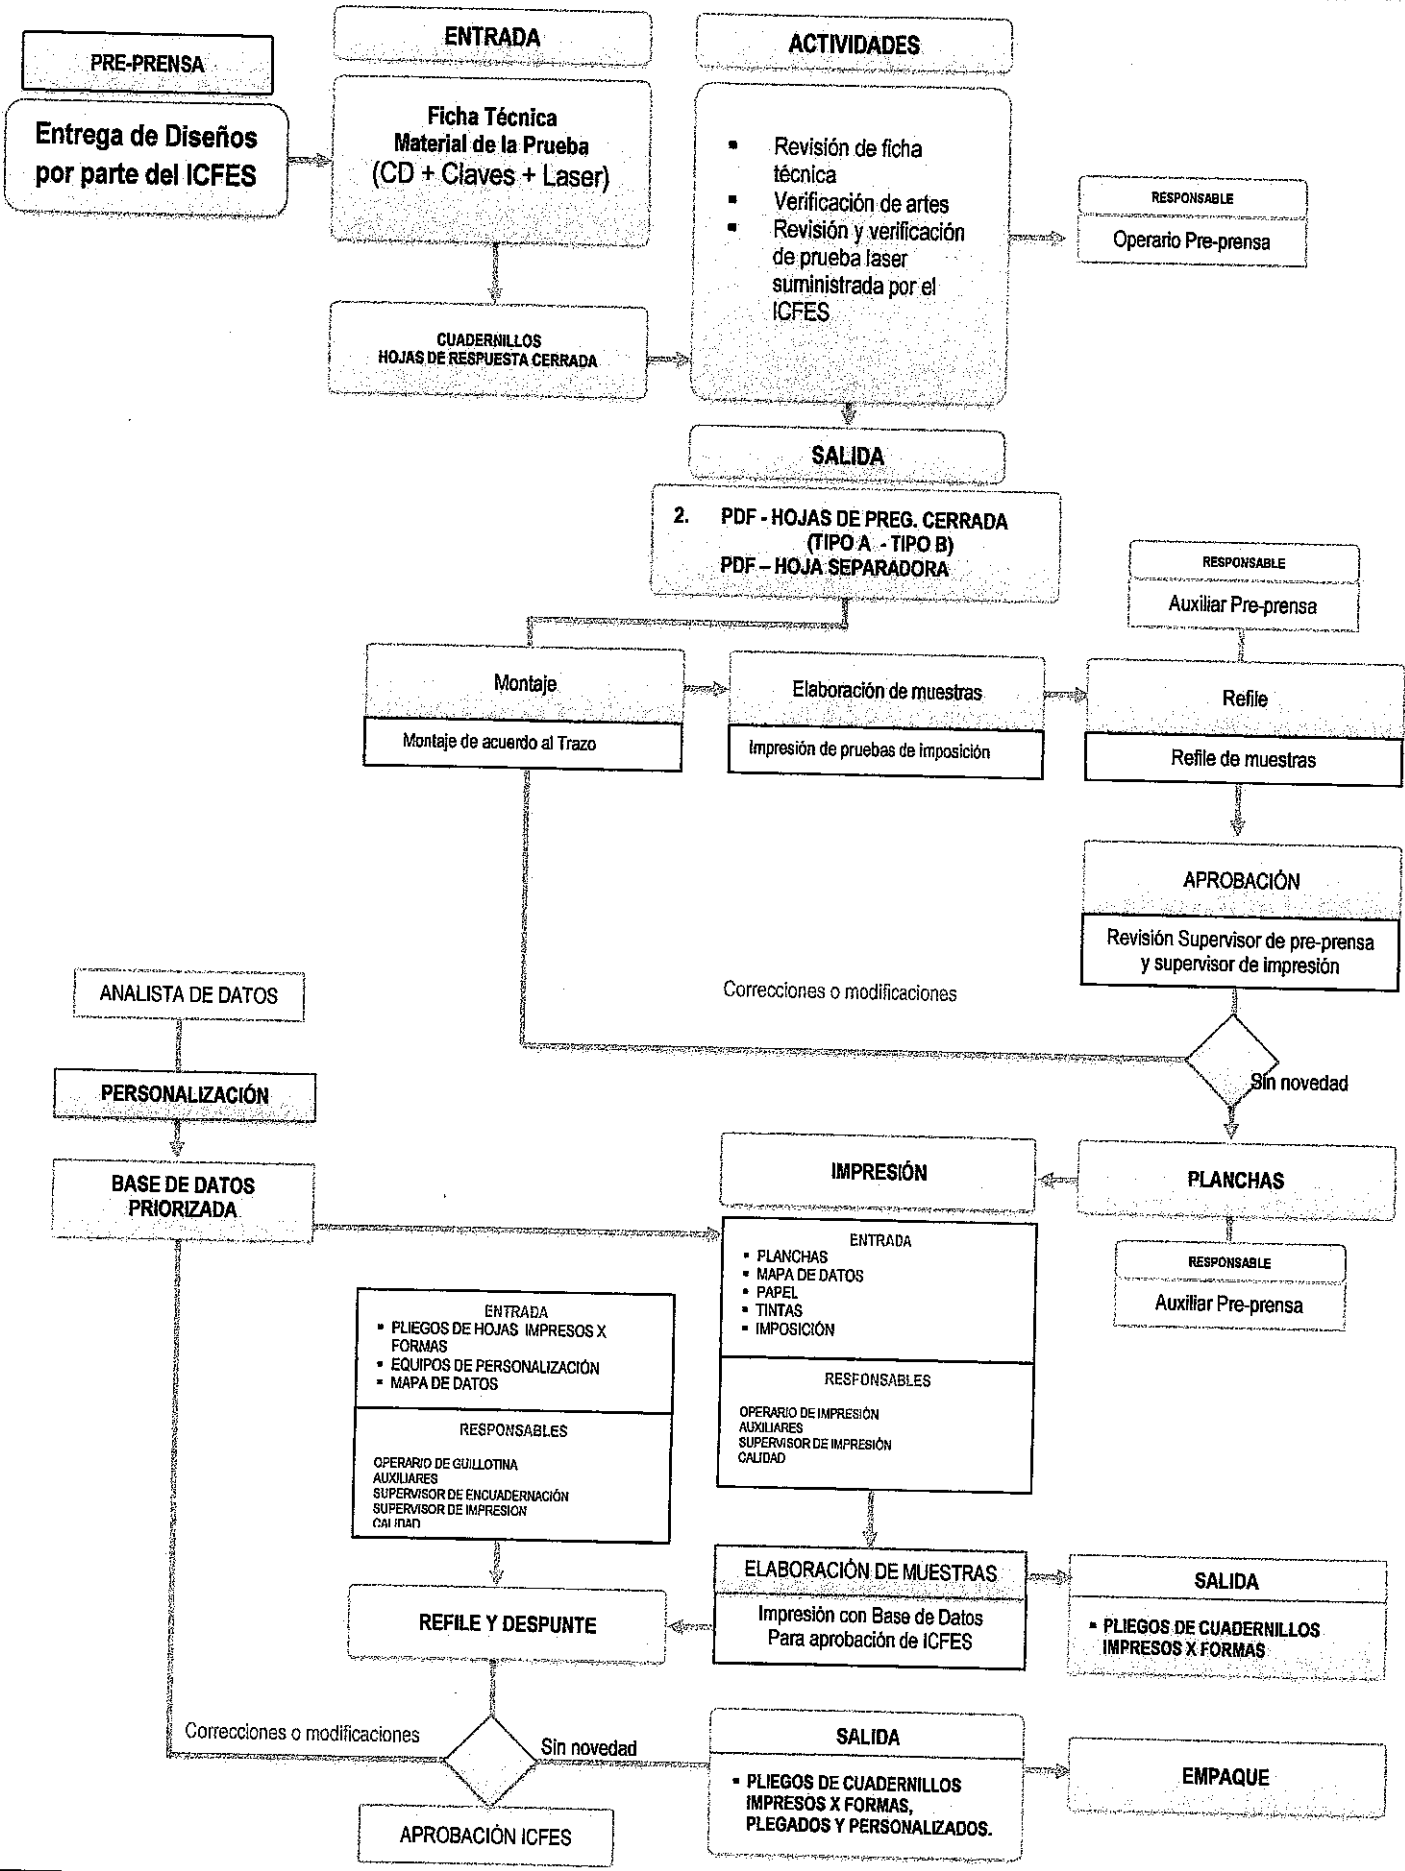 PRE-PRENSA
Entrega de Diseños
por parte del ICFES
ENTRADA
Ficha Técnica
Material de la Prueba
(CD + Claves + Laser)
CUADERNILLOS
HOJAS DE RESPUESTA CERRADA
ACTIVIDADES
▪ Revisión de ficha
técnica
▪ Verificación de artes
▪ Revisión y verificación
de prueba laser
suministrada por el
ICFES
RESPONSABLE
Operario Pre-prensa
SALIDA
2. PDF - HOJAS DE PREG. CERRADA
(TIPO A - TIPO B)
PDF – HOJA SEPARADORA
RESPONSABLE
Auxiliar Pre-prensa
Montaje
Montaje de acuerdo al Trazo
Elaboración de muestras
Impresión de pruebas de imposición
Refile
Refile de muestras
APROBACIÓN
Revisión Supervisor de pre-prensa
y supervisor de impresión
Correcciones o modificaciones
Sin novedad
ANALISTA DE DATOS
PERSONALIZACIÓN
BASE DE DATOS
PRIORIZADA
IMPRESIÓN
PLANCHAS
RESPONSABLE
Auxiliar Pre-prensa
ENTRADA
▪ PLANCHAS
▪ MAPA DE DATOS
▪ PAPEL
▪ TINTAS
▪ IMPOSICIÓN
RESPONSABLES
OPERARIO DE IMPRESIÓN
AUXILIARES
SUPERVISOR DE IMPRESIÓN
CALIDAD
ENTRADA
▪ PLIEGOS DE HOJAS IMPRESOS X
FORMAS
▪ EQUIPOS DE PERSONALIZACIÓN
▪ MAPA DE DATOS
RESPONSABLES
OPERARIO DE GUILLOTINA
AUXILIARES
SUPERVISOR DE ENCUADERNACIÓN
SUPERVISOR DE IMPRESION
CALIDAD
ELABORACIÓN DE MUESTRAS
Impresión con Base de Datos
Para aprobación de ICFES
SALIDA
▪ PLIEGOS DE CUADERNILLOS
IMPRESOS X FORMAS
REFILE Y DESPUNTE
Correcciones o modificaciones
Sin novedad
APROBACIÓN ICFES
SALIDA
▪ PLIEGOS DE CUADERNILLOS
IMPRESOS X FORMAS,
PLEGADOS Y PERSONALIZADOS.
EMPAQUE